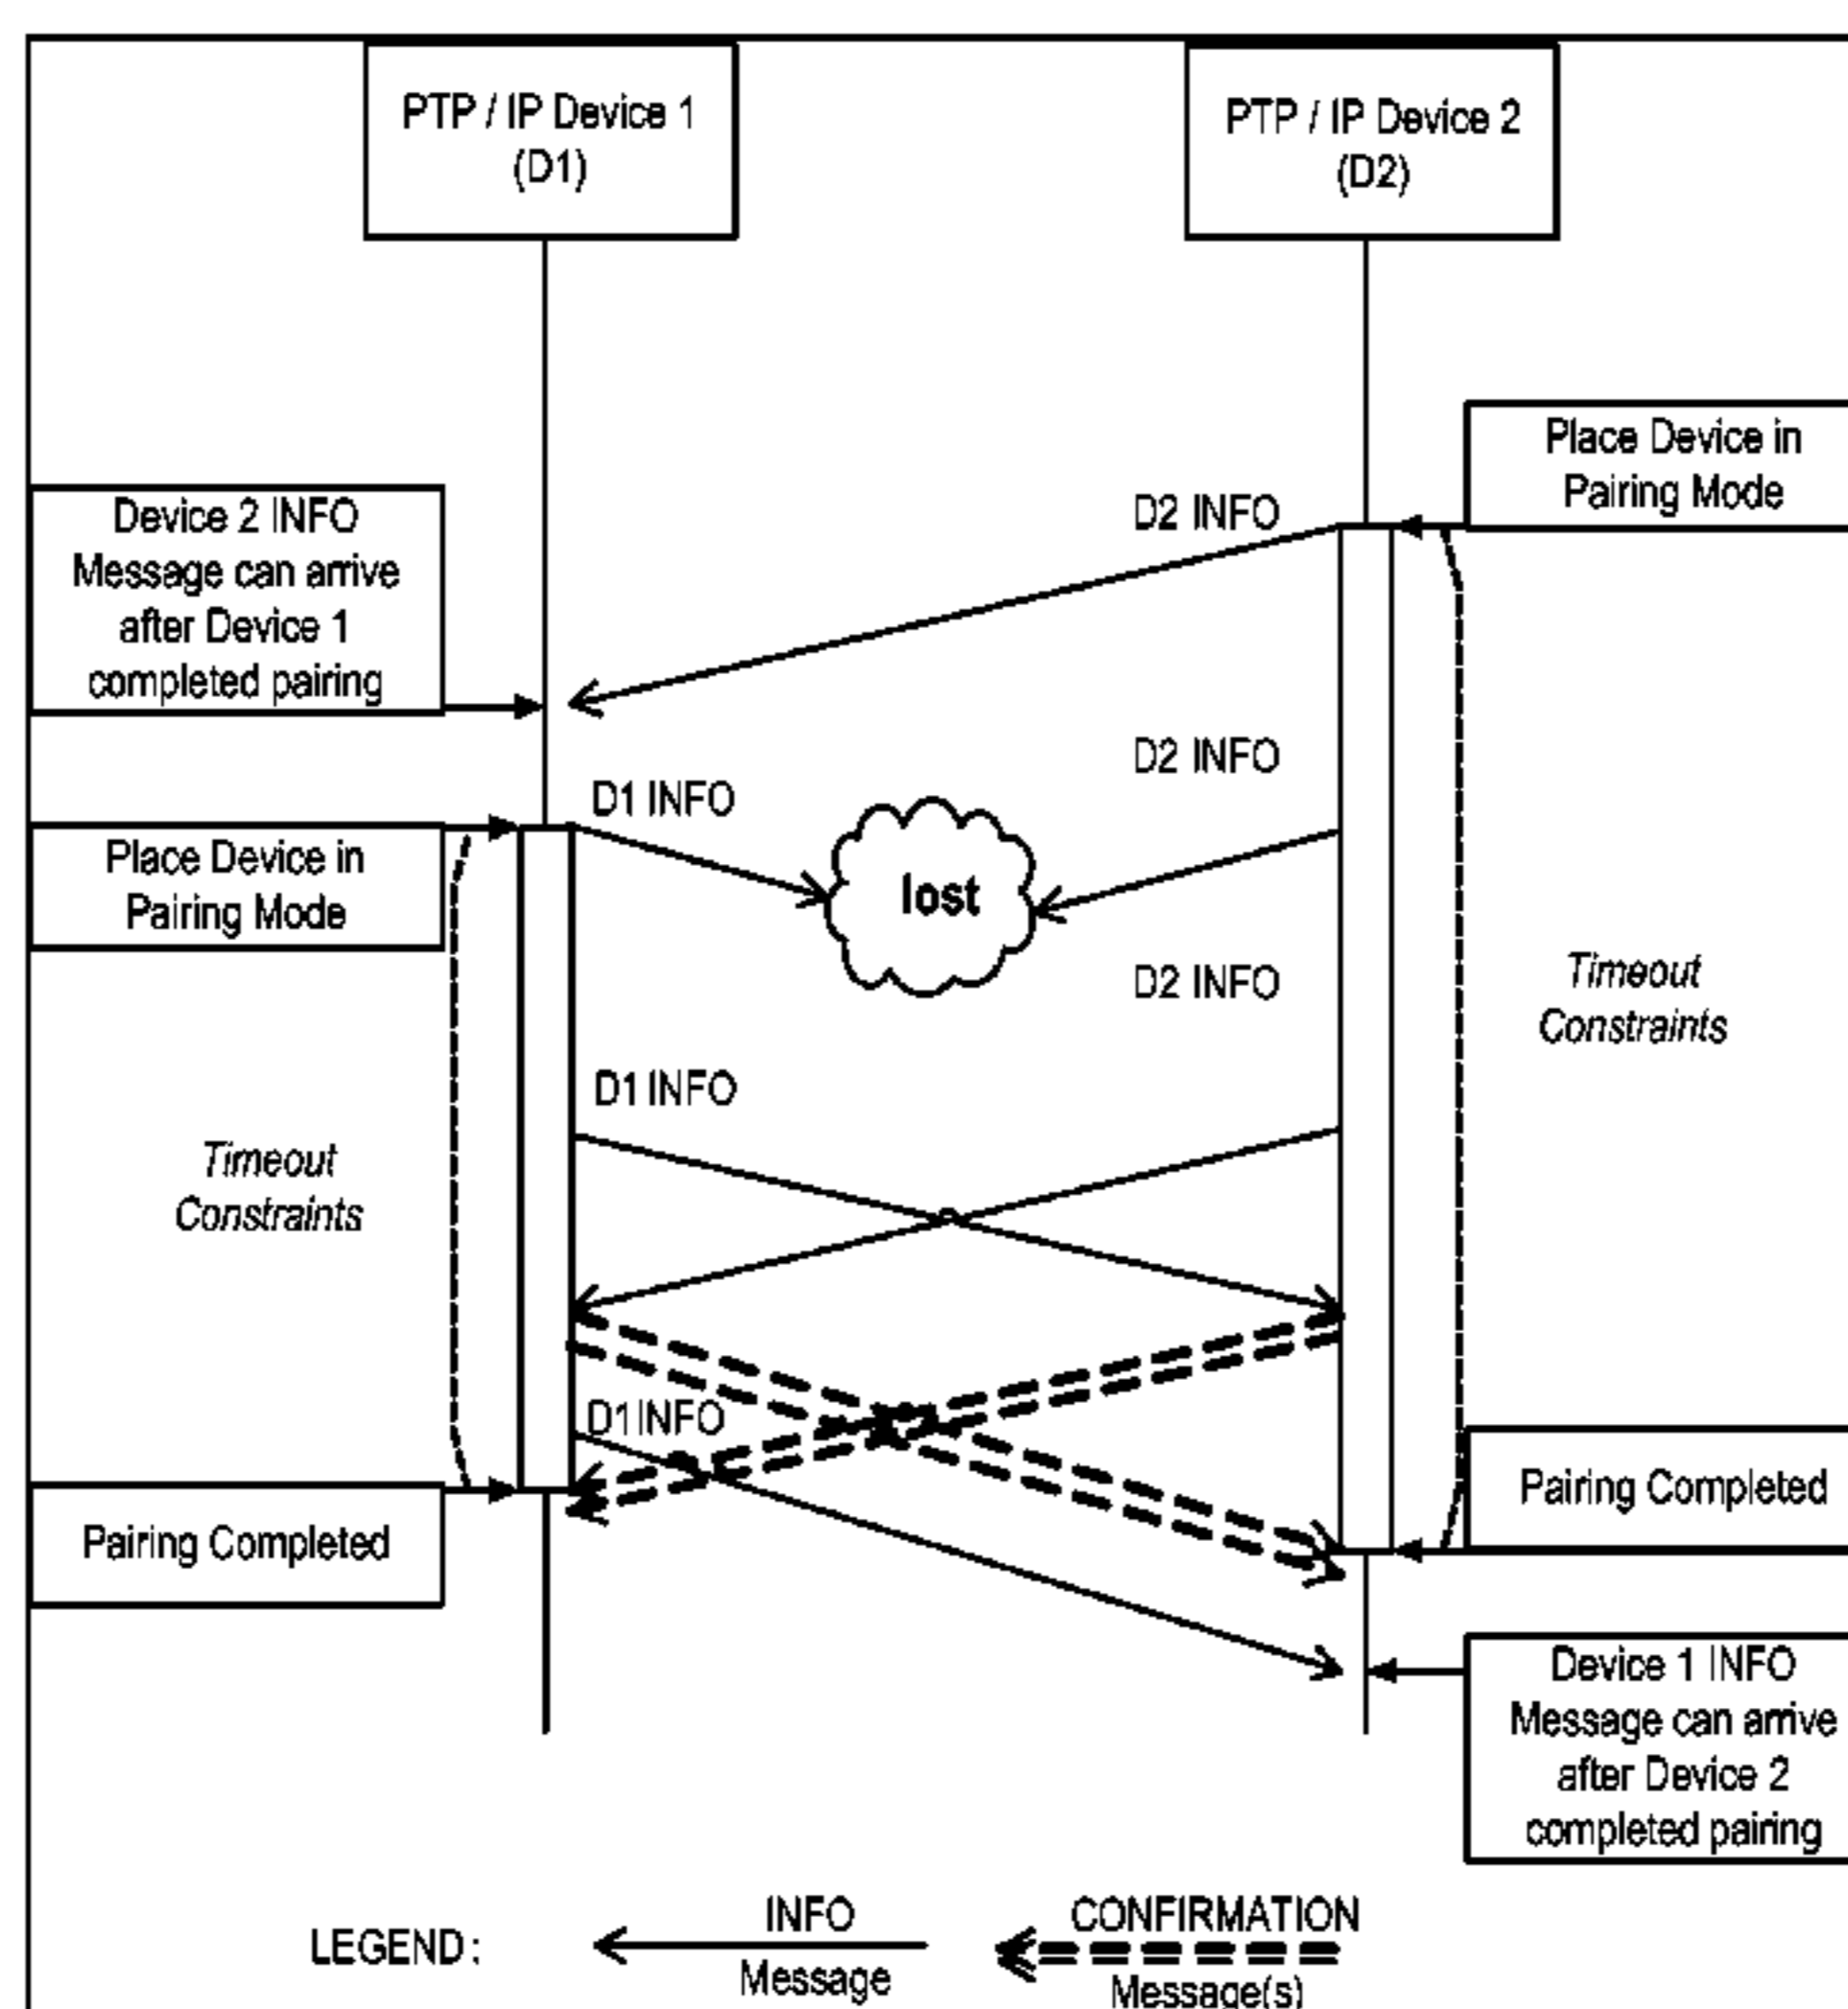 PTP / IP Device 1
(D1)
PTP / IP Device 2
(D2)
Place Device in
Pairing Mode
Device 2 INFO
Message can arrive
after Device 1
completed pairing
D2 INFO
D2 INFO
D1 INFO
Place Device in
Pairing Mode
lost
D2 INFO
Timeout
Constraints
D1 INFO
Timeout
Constraints
D1INFO
Pairing Completed
Pairing Completed
Device 1 INFO
Message can arrive
after Device 2
completed pairing
LEGEND:
INFO
Message
CONFIRMATION
Message(s)